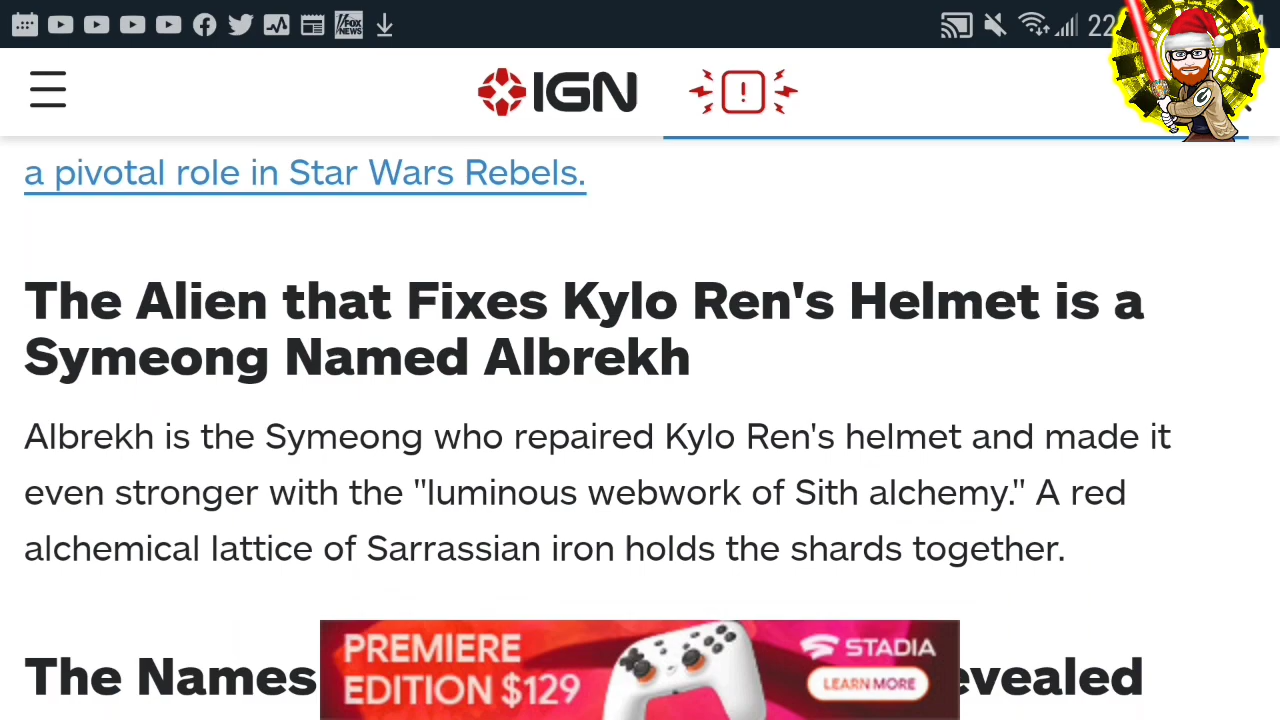 FOX
NEWS
22
IGN
!
a pivotal role in Star Wars Rebels.
The Alien that Fixes Kylo Ren's Helmet is a
Symeong Named Albrekh
Albrekh is the Symeong who repaired Kylo Ren's helmet and made it
even stronger with the "luminous webwork of Sith alchemy." A red
alchemical lattice of Sarrassian iron holds the shards together.
The Names
PREMIERE
EDITION $129
STADIA
LEARN MORE